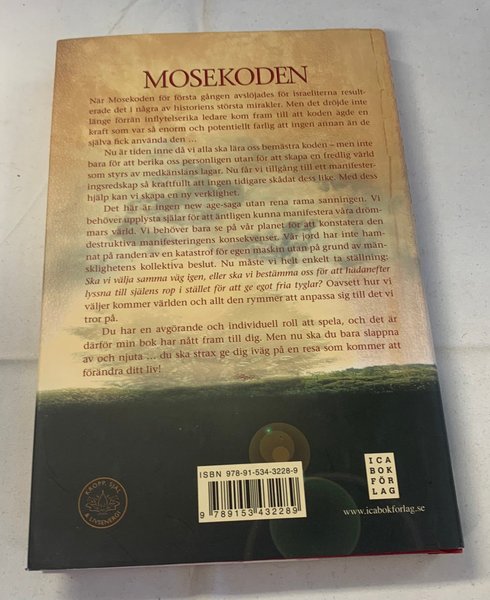 MOSEKODEN
När Mosekoden för första gången avslöjades för israeliterna result-
erade det i några av historiens största mirakler. Men det dröjde inte
länge förrän inflytelserika ledare kom fram till att koden ägde en
kraft som var så enorm och potentiellt farlig att ingen annan än de
själva fick använda den ...
Nu är tiden inne då vi alla ska lära oss bemästra koden – men inte
bara för att berika oss personligen utan för att skapa en fredlig värld
som styrs av medkänslans lagar. Nu får vi tillgång till ett manifester-
ingsredskap så kraftfullt att ingen tidigare skådat dess like. Med dess
hjälp kan vi skapa en ny verklighet.
Det här är ingen new age-saga utan rena rama sanningen. Vi
behöver upplysta själar för att äntligen kunna manifestera våra dröm-
mars värld. Vi behöver bara se på vår planet för att konstatera den
destruktiva manifesteringens konsekvenser. Vår jord har inte ham-
nat på randen av en katastrof för egen maskin utan på grund av män-
sklighetens kollektiva beslut. Nu måste vi helt enkelt ta ställning:
Ska vi välja samma väg igen, eller ska vi bestämma oss för att hädanefter
lyssna till själens rop i stället för att ge egot fria tyglar? Oavsett hur vi
väljer kommer världen och allt den rymmer att anpassa sig till det vi
tror på.
Du har en avgörande och individuell roll att spela, och det är
därför min bok har nått fram till dig. Men nu ska du bara slappna
av och njuta ... du ska strax ge dig iväg på en resa som kommer att
förändra ditt liv!
KROPP, SJÄL
& LIVSENERGI
ISBN 978-91-534-3228-9
9 789153 432289
ICA
BOK
FÖR
LAG
www.icabokforlag.se